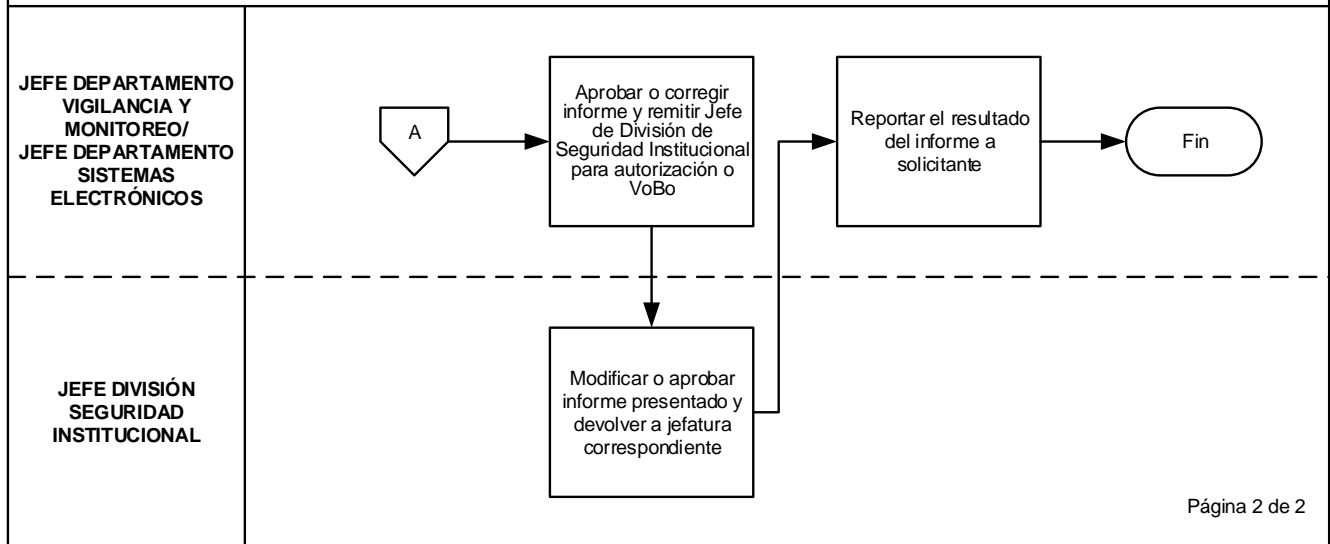 JEFE DEPARTAMENTO
VIGILANCIA Y
MONITOREO/
JEFE DEPARTAMENTO
SISTEMAS
ELECTRÓNICOS
A
Aprobar o corregir
informe y remitir Jefe
de División de
Seguridad Institucional
para autorización o
VoBo
Reportar el resultado
del informe a
solicitante
Fin
JEFE DIVISIÓN
SEGURIDAD
INSTITUCIONAL
Modificar o aprobar
informe presentado y
devolver a jefatura
correspondiente
Página 2 de 2